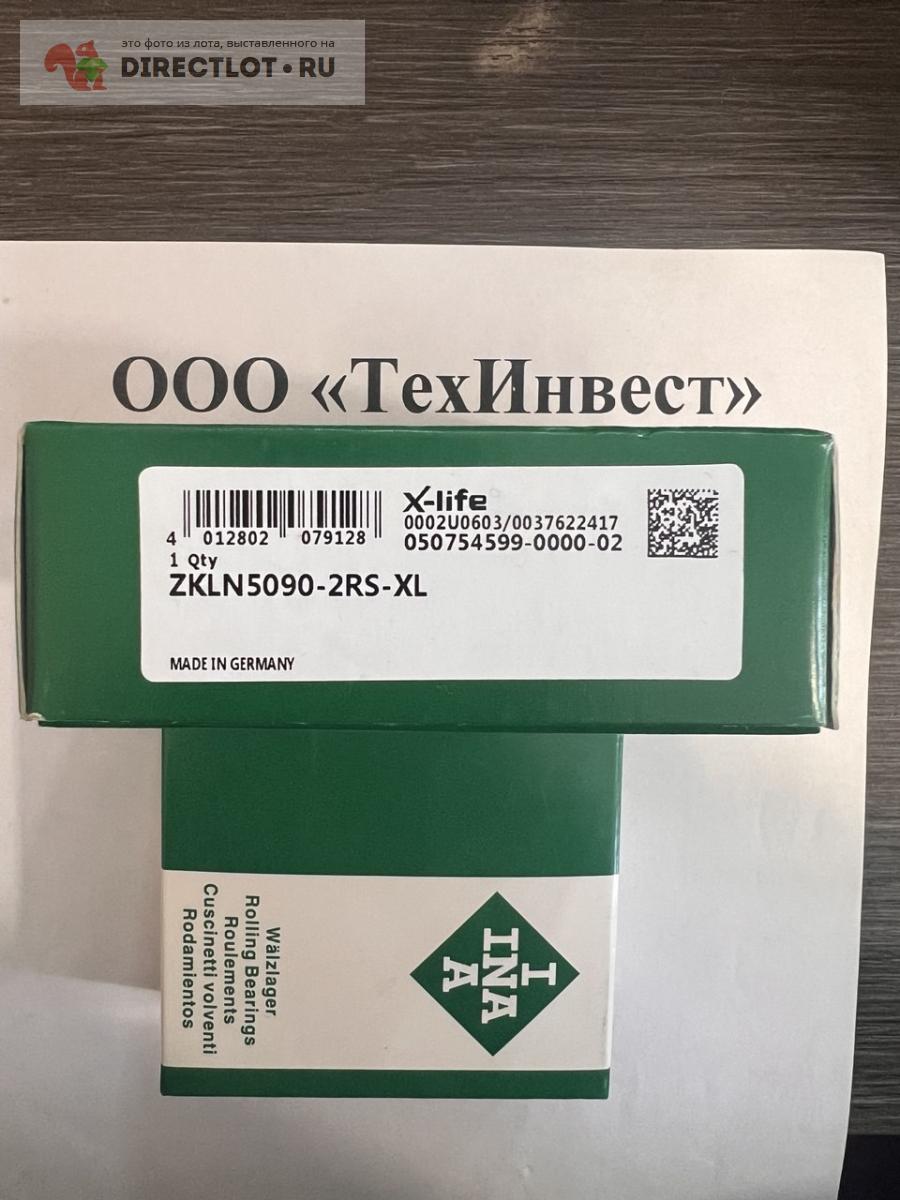 это фото из лота, выставленного на
DIRECTLOT•RU
ООО «ТехИнвест»
X-life
0002U0603/0037622417
050754599-0000-02
4 012802 079128
1 Qty
ZKLN5090-2RS-XL
MADE IN GERMANY
I
INA
A
Wälzlager
Rolling Bearings
Roulements
Cuscinetti volventi
Rodamientos